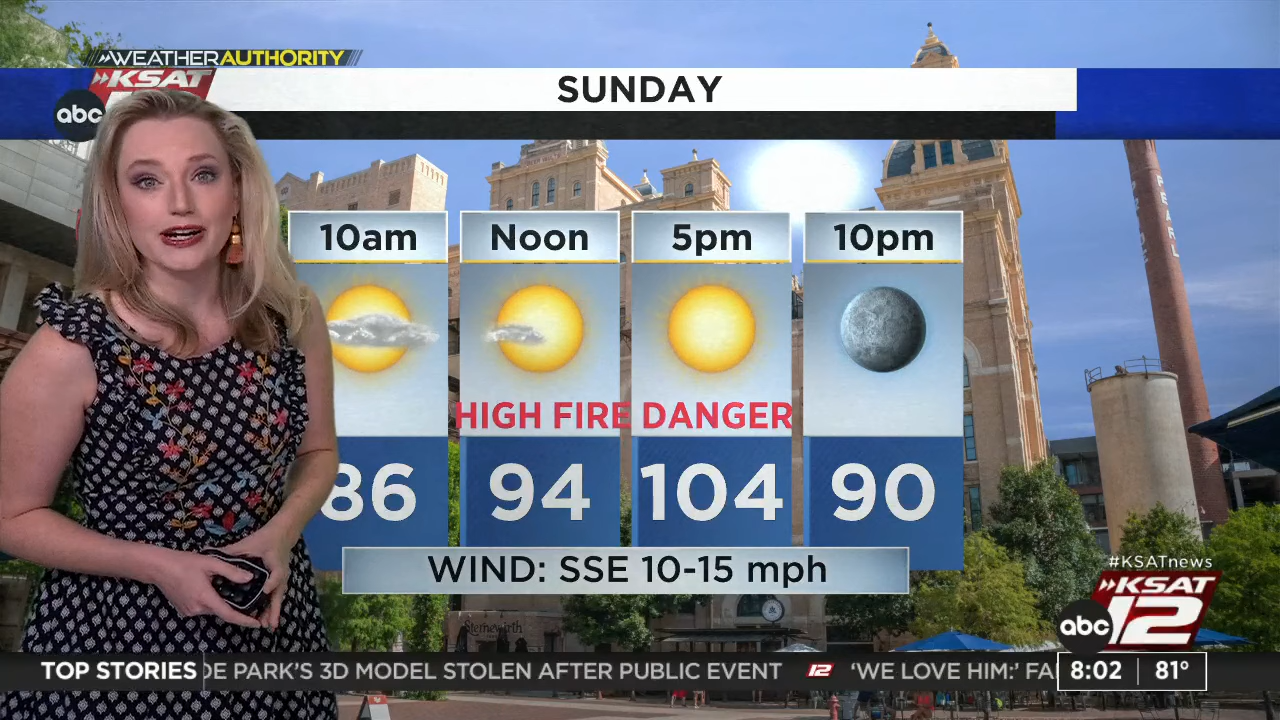 WEATHERAUTHORITY
KSAT
abc
SUNDAY
10am
Noon
5pm
10pm
HIGH FIRE DANGER
86
94
104
90
WIND: SSE 10-15 mph
PEARL
#KSATnews
KSAT
12
abc
TOP STORIES
DE PARK'S 3D MODEL STOLEN AFTER PUBLIC EVENT
12
'WE LOVE HIM:' FA
8:02
81°